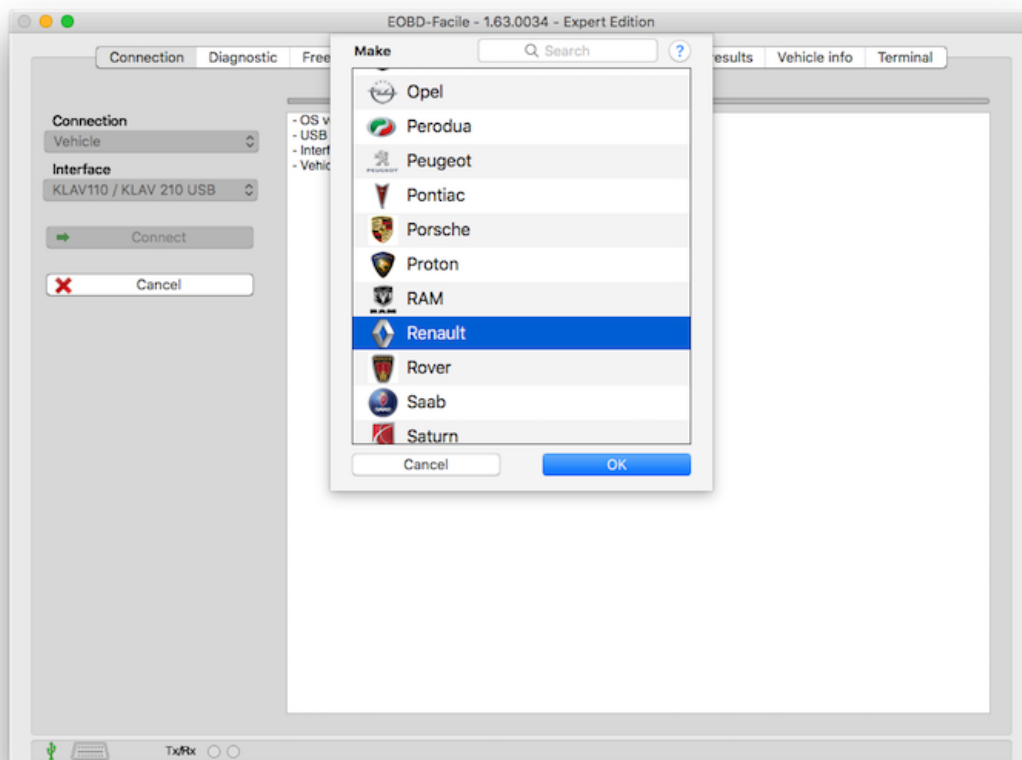 EOBD-Facile - 1.63.0034 - Expert Edition
Connection
Diagnostic
Free
esults
Vehicle info
Terminal
Make
Search
?
Opel
Perodua
PEUGEOT
Peugeot
Pontiac
Porsche
Proton
RAM
RAM
Renault
Rover
Saab
Saturn
Cancel
OK
Connection
Vehicle
Interface
KLAV110 / KLAV 210 USB
Connect
Cancel
- OS v
- USB
- Interf
- Vehic
Tx/Rx